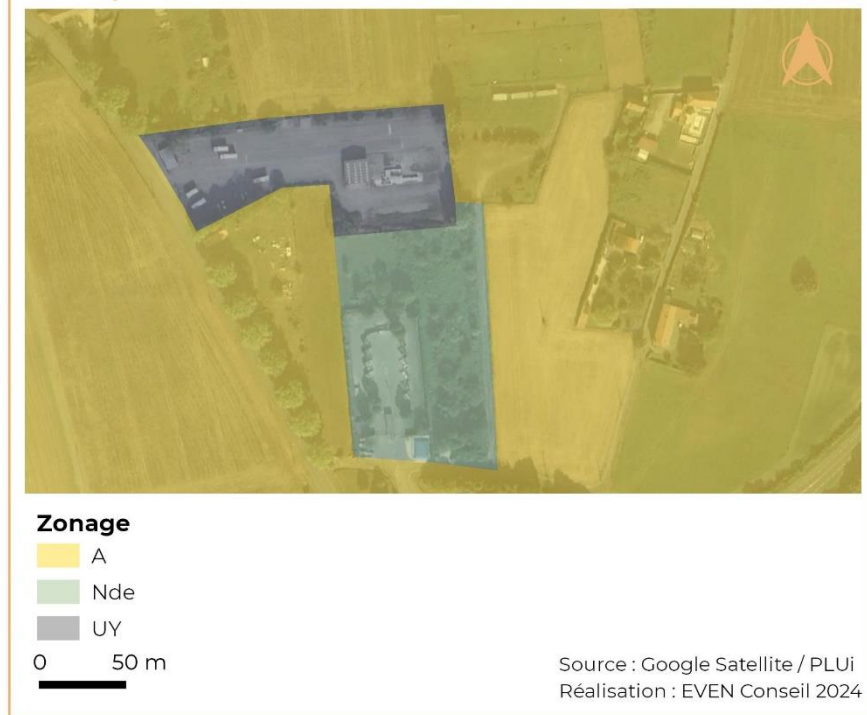 Zonage
A
Nde
UY
0 50 m
Source : Google Satellite / PLUi
Réalisation : EVEN Conseil 2024